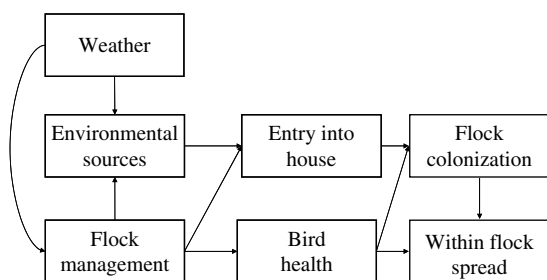 Weather
Environmental
sources
Entry into
house
Flock
colonization
Flock
management
Bird
health
Within flock
spread